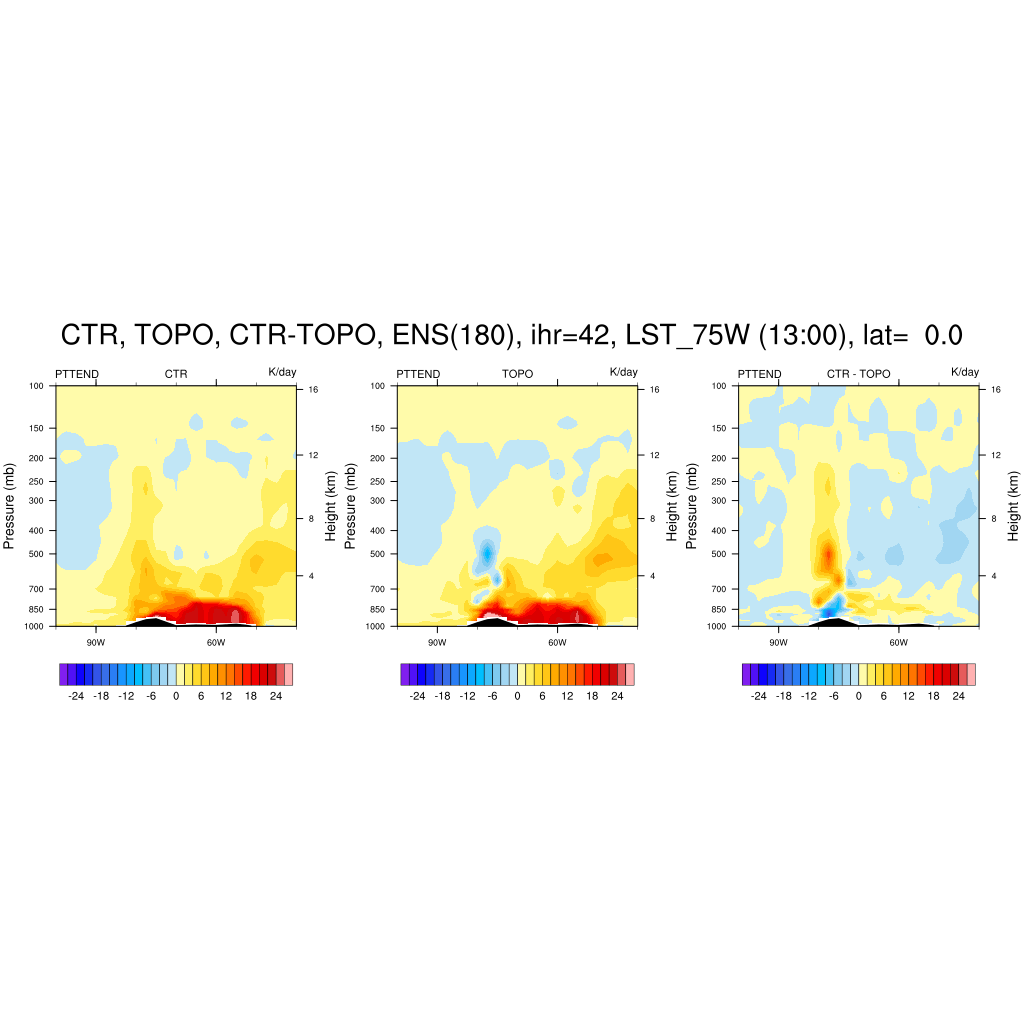 CTR, TOPO, CTR-TOPO, ENS(180), ihr=42, LST_75W (13:00), lat= 0.0
PTTEND CTR K/day
Pressure (mb)
100
150
200
250
300
400
500
700
850
1000
16
12
8
4
Height (km)
90W 60W
-24 -18 -12 -6 0 6 12 18 24
PTTEND TOPO K/day
Pressure (mb)
100
150
200
250
300
400
500
700
850
1000
16
12
8
4
Height (km)
90W 60W
-24 -18 -12 -6 0 6 12 18 24
PTTEND CTR - TOPO K/day
Pressure (mb)
100
150
200
250
300
400
500
700
850
1000
16
12
8
4
Height (km)
90W 60W
-24 -18 -12 -6 0 6 12 18 24